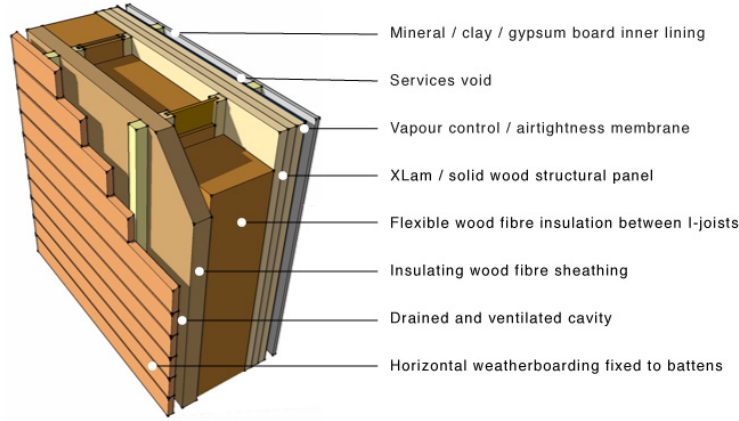 Mineral / clay / gypsum board inner lining
Services void
Vapour control / airtightness membrane
XLam / solid wood structural panel
Flexible wood fibre insulation between I-joists
Insulating wood fibre sheathing
Drained and ventilated cavity
Horizontal weatherboarding fixed to battens